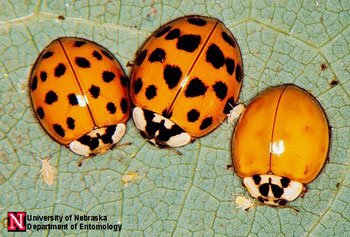 N University of Nebraska
Department of Entomology